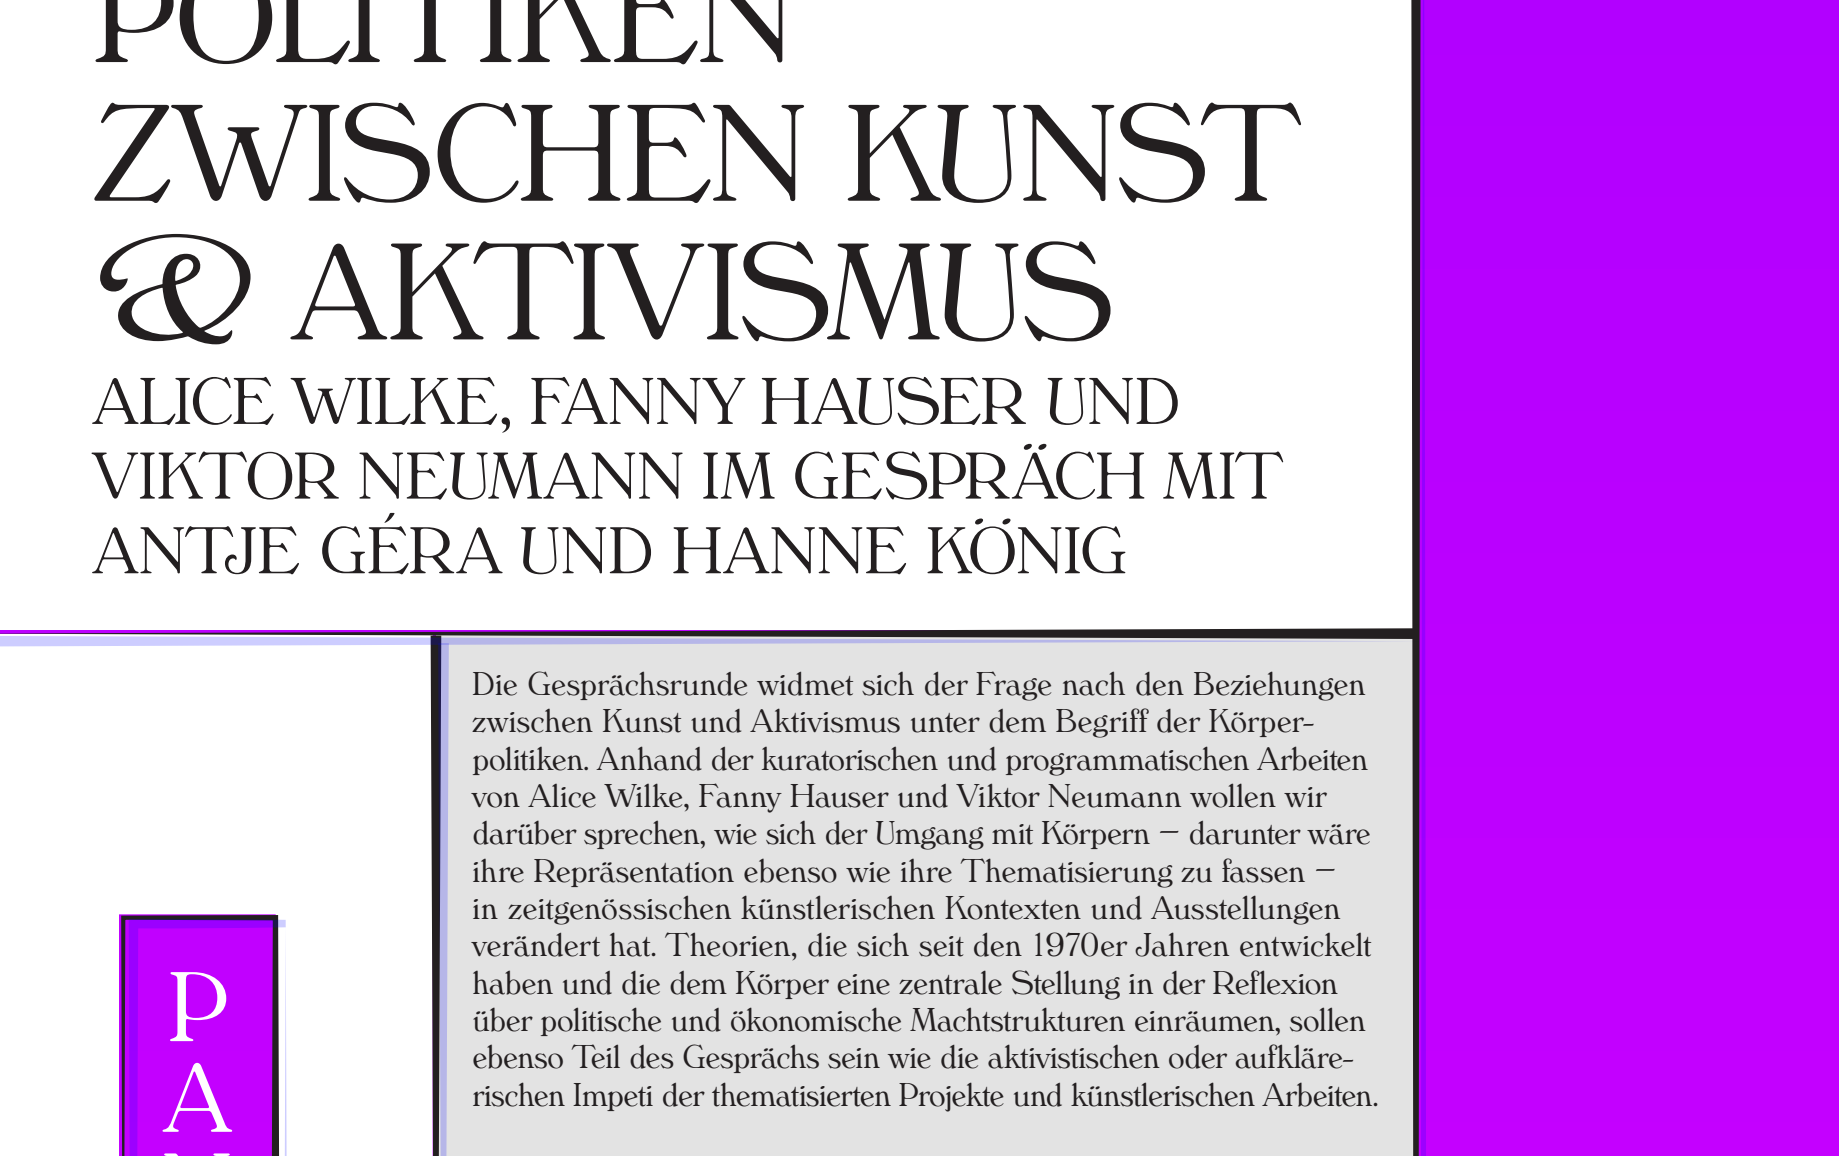 POLITIKEN
ZWISCHEN KUNST
& AKTIVISMUS
ALICE WILKE, FANNY HAUSER UND
VIKTOR NEUMANN IM GESPRÄCH MIT
ANTJE GÉRA UND HANNE KÖNIG
Die Gesprächsrunde widmet sich der Frage nach den Beziehungen
zwischen Kunst und Aktivismus unter dem Begriff der Körper-
politiken. Anhand der kuratorischen und programmatischen Arbeiten
von Alice Wilke, Fanny Hauser und Viktor Neumann wollen wir
darüber sprechen, wie sich der Umgang mit Körpern – darunter wäre
ihre Repräsentation ebenso wie ihre Thematisierung zu fassen –
in zeitgenössischen künstlerischen Kontexten und Ausstellungen
verändert hat. Theorien, die sich seit den 1970er Jahren entwickelt
haben und die dem Körper eine zentrale Stellung in der Reflexion
über politische und ökonomische Machtstrukturen einräumen, sollen
ebenso Teil des Gesprächs sein wie die aktivistischen oder aufkläre-
rischen Impeti der thematisierten Projekte und künstlerischen Arbeiten.
P
A